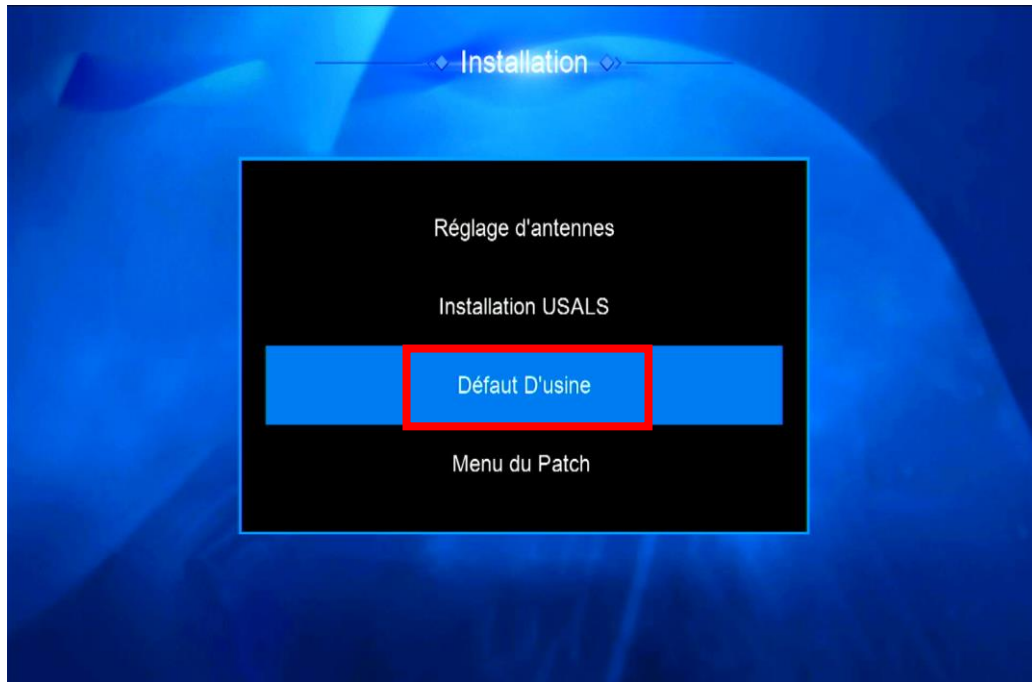 Installation
Réglage d'antennes
Installation USALS
Défaut D'usine
Menu du Patch